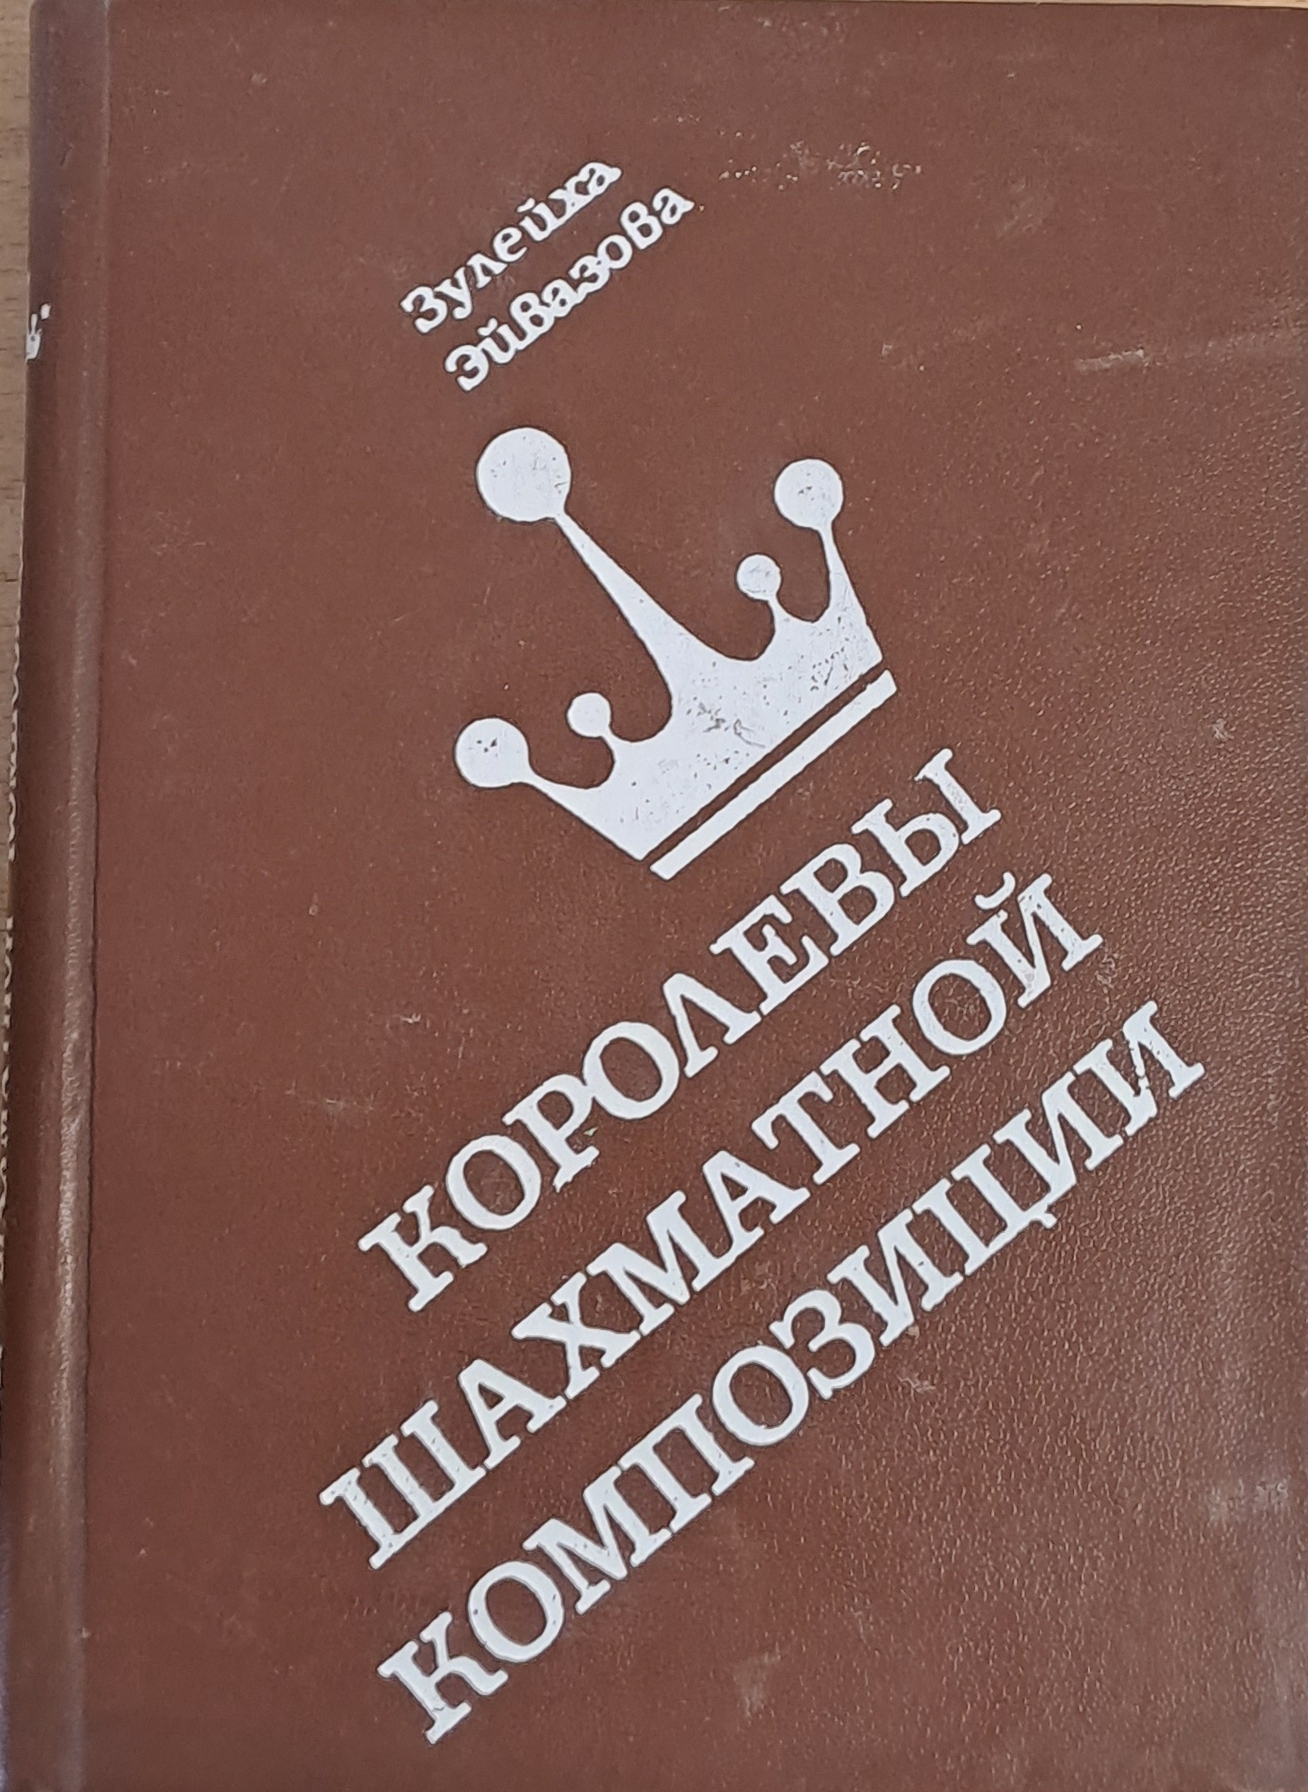 Зулейха
Эйвазова
КОРОЛЕВЫ
ШАХМАТНОЙ
КОМПОЗИЦИИ